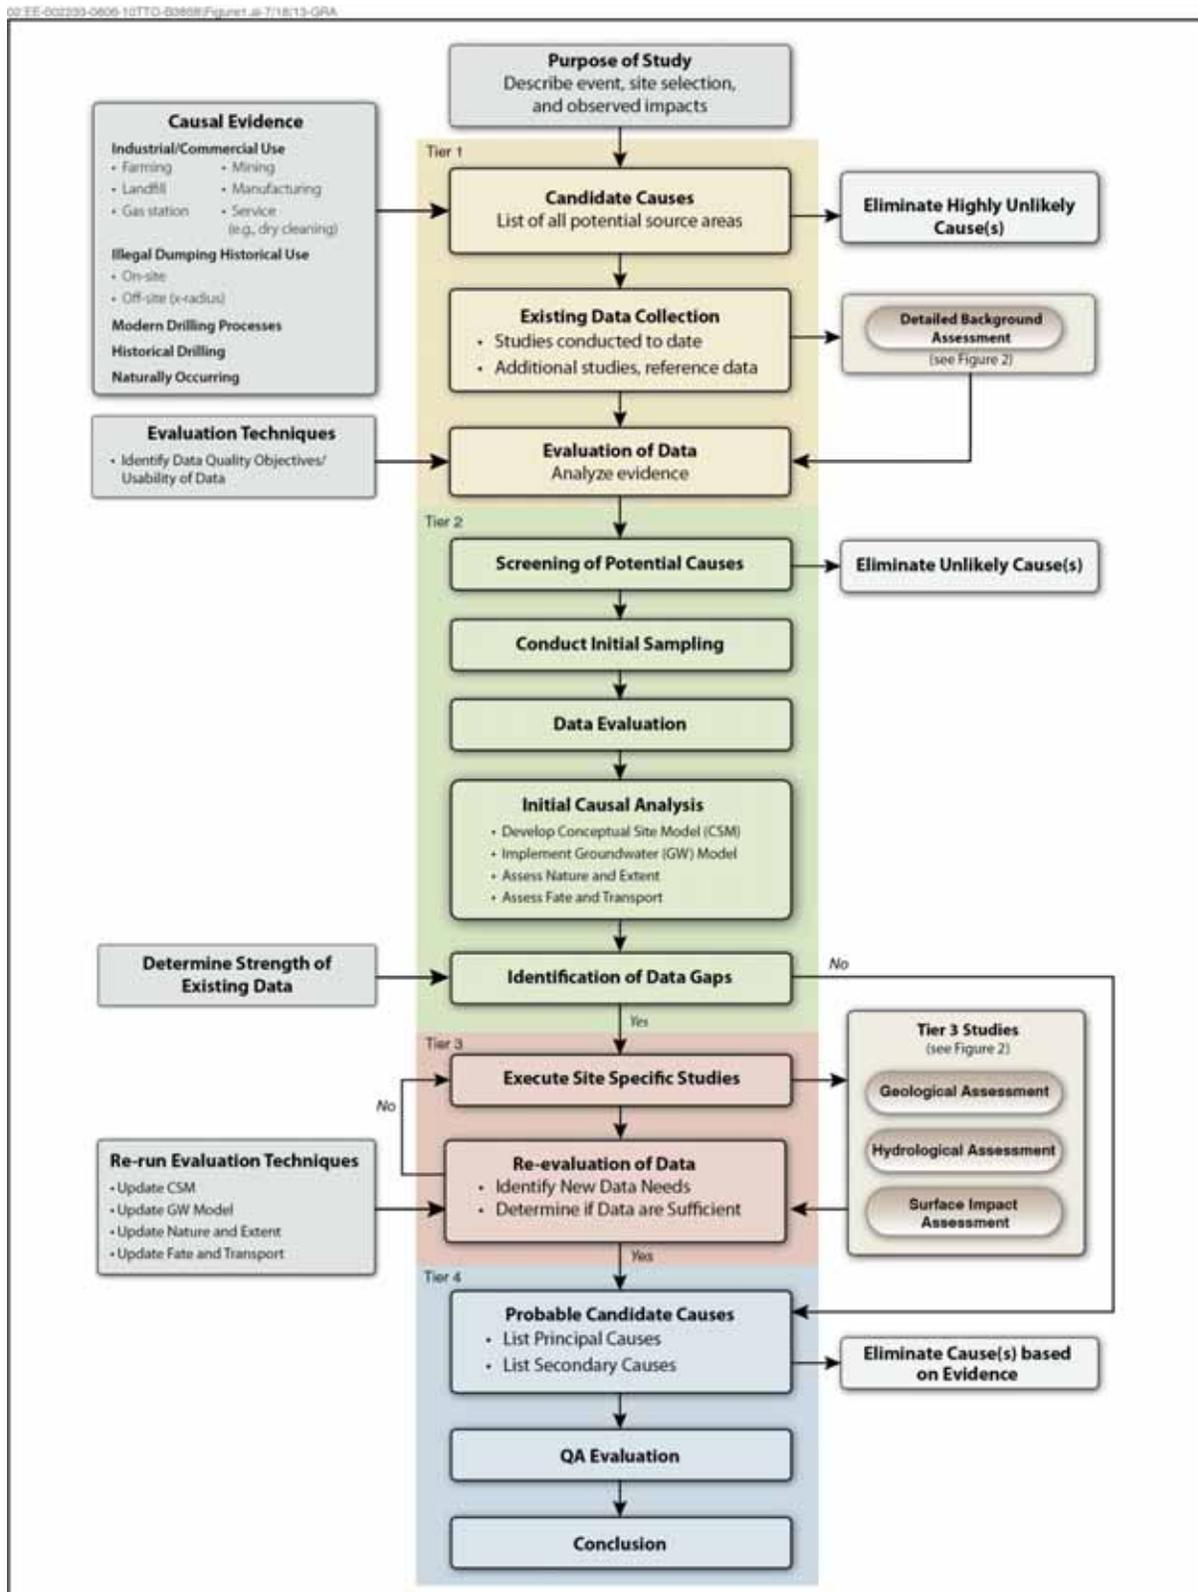 Purpose of Study
Describe event, site selection,
and observed impacts
Causal Evidence
Industrial/Commercial Use
• Farming
• Landfill
• Gas station
• Mining
• Manufacturing
• Service
(e.g., dry cleaning)
Illegal Dumping Historical Use
• On-site
• Off-site (x-radius)
Modern Drilling Processes
Historical Drilling
Naturally Occurring
Tier 1
Candidate Causes
List of all potential source areas
Eliminate Highly Unlikely
Cause(s)
Existing Data Collection
• Studies conducted to date
• Additional studies, reference data
Detailed Background
Assessment
(see Figure 2)
Evaluation Techniques
• Identify Data Quality Objectives/
Usability of Data
Evaluation of Data
Analyze evidence
Tier 2
Screening of Potential Causes
Eliminate Unlikely Cause(s)
Conduct Initial Sampling
Data Evaluation
Initial Causal Analysis
• Develop Conceptual Site Model (CSM)
• Implement Groundwater (GW) Model
• Assess Nature and Extent
• Assess Fate and Transport
Determine Strength of
Existing Data
Identification of Data Gaps
No
Yes
Tier 3
Execute Site Specific Studies
Tier 3 Studies
(see Figure 2)
Geological Assessment
Hydrological Assessment
Surface Impact
Assessment
No
Re-run Evaluation Techniques
• Update CSM
• Update GW Model
• Update Nature and Extent
• Update Fate and Transport
Re-evaluation of Data
• Identify New Data Needs
• Determine if Data are Sufficient
Yes
Tier 4
Probable Candidate Causes
• List Principal Causes
• List Secondary Causes
Eliminate Cause(s) based
on Evidence
QA Evaluation
Conclusion